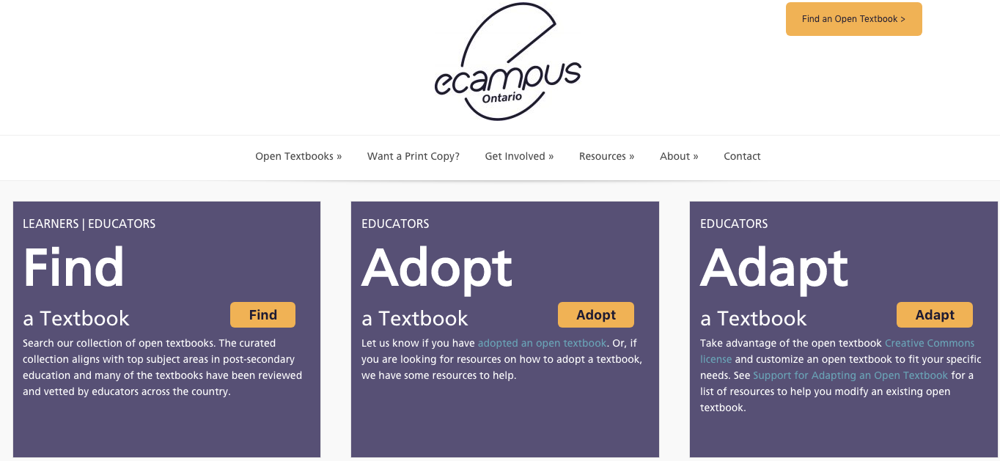 Find an Open Textbook >
ecampus
Ontario
Open Textbooks » Want a Print Copy? Get Involved » Resources » About » Contact
LEARNERS | EDUCATORS
Find
a Textbook
Find
Search our collection of open textbooks. The curated
collection aligns with top subject areas in post-secondary
education and many of the textbooks have been reviewed
and vetted by educators across the country.
EDUCATORS
Adopt
a Textbook
Adopt
Let us know if you have adopted an open textbook. Or, if
you are looking for resources on how to adopt a textbook,
we have some resources to help.
EDUCATORS
Adapt
a Textbook
Adapt
Take advantage of the open textbook Creative Commons
license and customize an open textbook to fit your specific
needs. See Support for Adapting an Open Textbook for a
list of resources to help you modify an existing open
textbook.